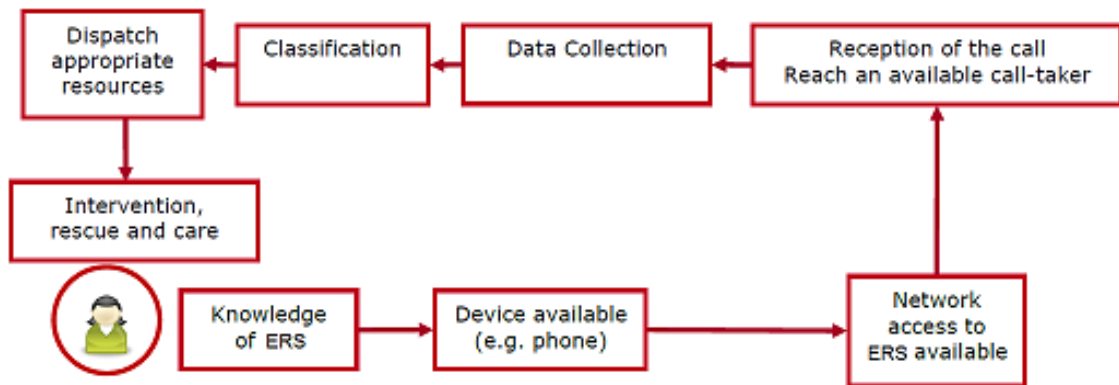 Dispatch
appropriate
resources
Classification
Data Collection
Reception of the call
Reach an available call-taker
Intervention,
rescue and care
Knowledge
of ERS
Device available
(e.g. phone)
Network
access to
ERS available